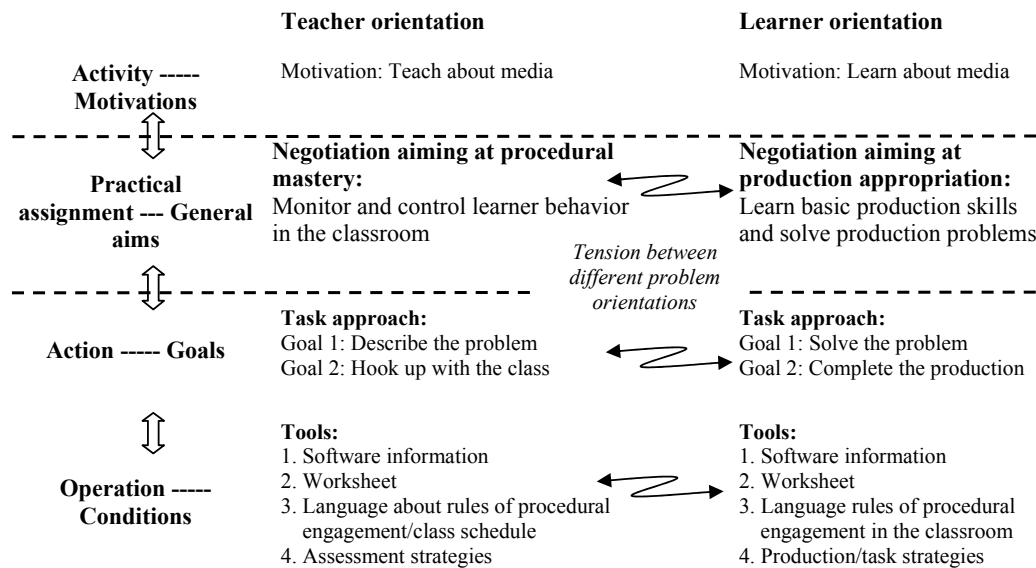 Teacher orientation
Learner orientation
Activity -----
Motivations
Motivation: Teach about media
Motivation: Learn about media
Practical
assignment --- General
aims
Negotiation aiming at procedural
mastery:
Monitor and control learner behavior
in the classroom
Negotiation aiming at
production appropriation:
Learn basic production skills
and solve production problems
Tension between
different problem
orientations
Action ----- Goals
Task approach:
Goal 1: Describe the problem
Goal 2: Hook up with the class
Task approach:
Goal 1: Solve the problem
Goal 2: Complete the production
Operation -----
Conditions
Tools:
1. Software information
2. Worksheet
3. Language about rules of procedural
engagement/class schedule
4. Assessment strategies
Tools:
1. Software information
2. Worksheet
3. Language rules of procedural
engagement in the classroom
4. Production/task strategies